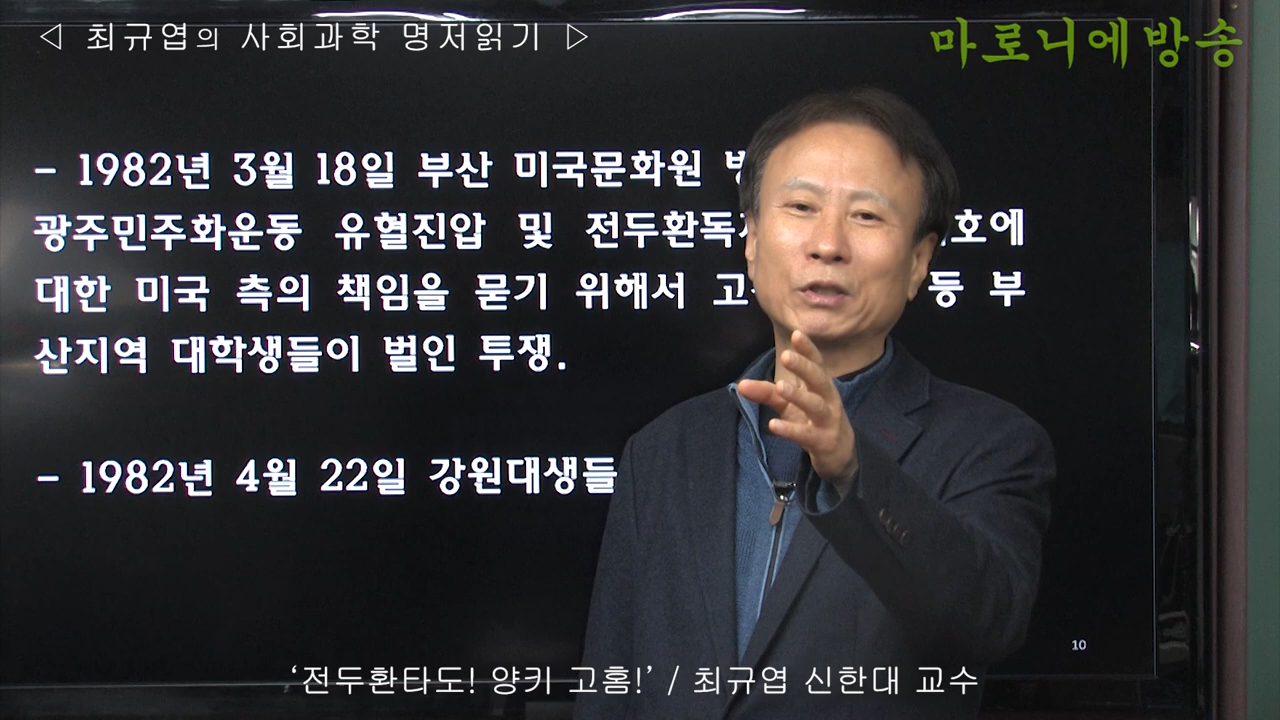 ◁ 최규엽의 사회과학 명저읽기 ▷
마로니에방송
- 1982년 3월 18일 부산 미국문화원
광주민주화운동 유혈진압 및 호에
대한 미국 측의 책임을 묻기 위해서 등 부
산지역 대학생들이 벌인 투쟁.
- 1982년 4월 22일 강원대생들
10
‘전두환타도! 양키 고홈!’ / 최규엽 신한대 교수